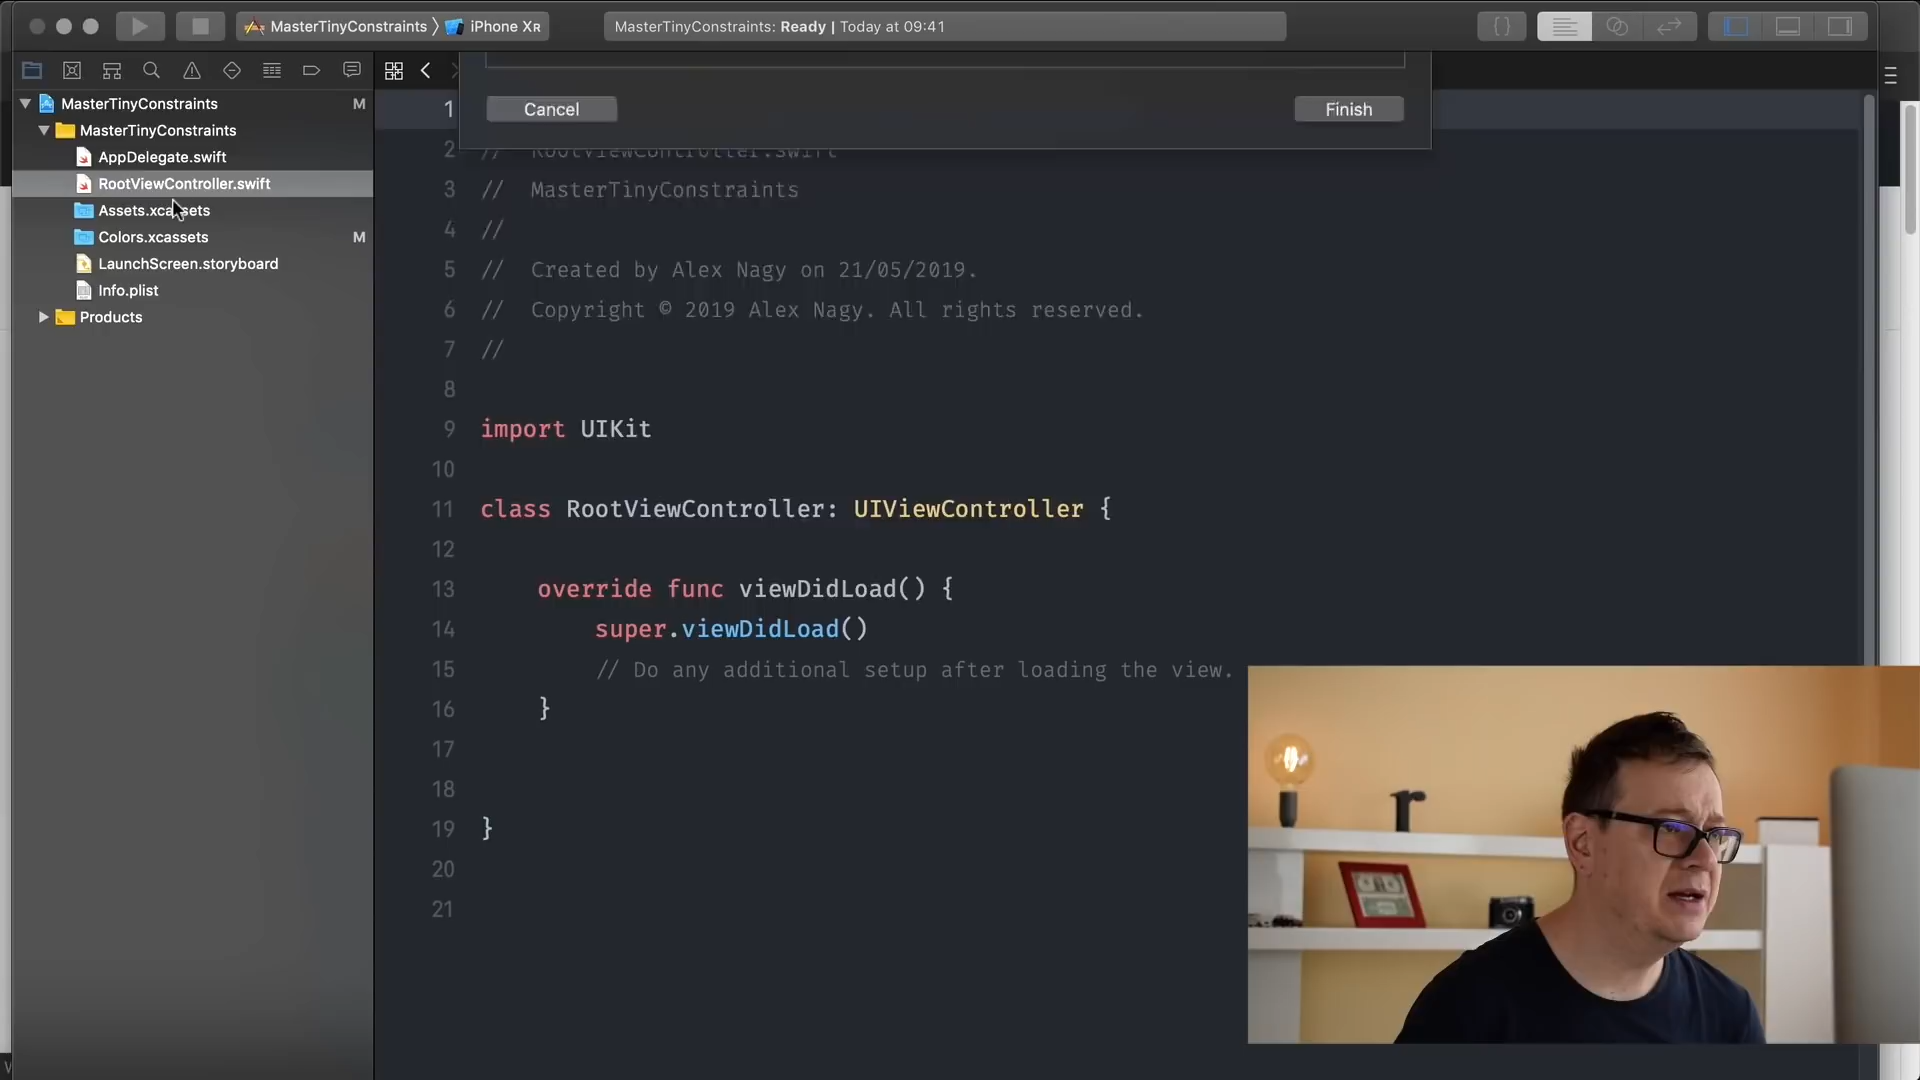 MasterTinyConstraints 〉 iPhone XR
MasterTinyConstraints: Ready | Today at 09:41
MasterTinyConstraints M
MasterTinyConstraints
AppDelegate.swift
RootViewController.swift
Assets.xcassets
Colors.xcassets M
LaunchScreen.storyboard
Info.plist
Products
Cancel
Finish
1
2 // RootViewController.swift
3 // MasterTinyConstraints
4 //
5 // Created by Alex Nagy on 21/05/2019.
6 // Copyright © 2019 Alex Nagy. All rights reserved.
7 //
8
9 import UIKit
10
11 class RootViewController: UIViewController {
12
13 override func viewDidLoad() {
14 super.viewDidLoad()
15 // Do any additional setup after loading the view.
16 }
17
18
19 }
20
21